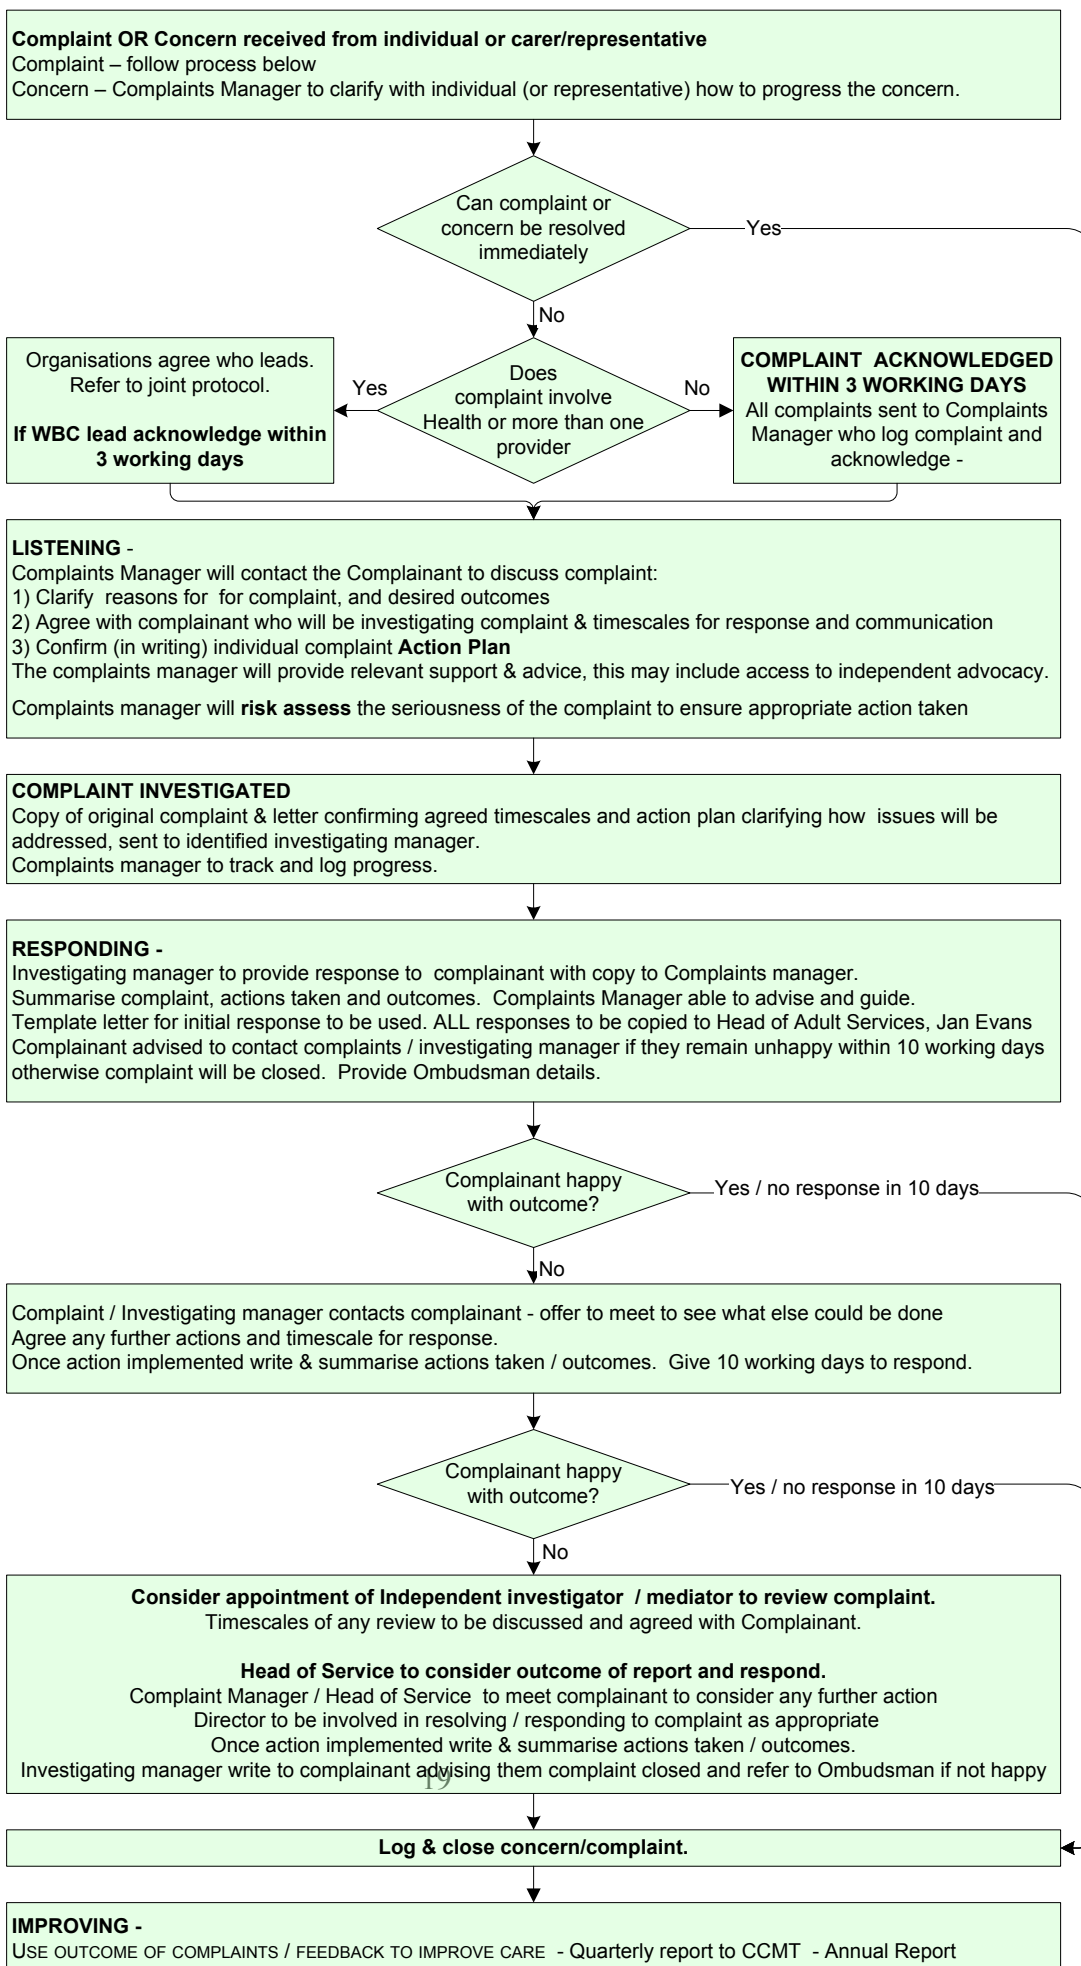 Complaint OR Concern received from individual or carer/representative
Complaint – follow process below
Concern – Complaints Manager to clarify with individual (or representative) how to progress the concern.
Can complaint or
concern be resolved
immediately
Yes
No
Organisations agree who leads.
Refer to joint protocol.
If WBC lead acknowledge within
3 working days
Yes
Does
complaint involve
Health or more than one
provider
No
COMPLAINT ACKNOWLEDGED
WITHIN 3 WORKING DAYS
All complaints sent to Complaints
Manager who log complaint and
acknowledge -
LISTENING -
Complaints Manager will contact the Complainant to discuss complaint:
1) Clarify reasons for for complaint, and desired outcomes
2) Agree with complainant who will be investigating complaint & timescales for response and communication
3) Confirm (in writing) individual complaint Action Plan
The complaints manager will provide relevant support & advice, this may include access to independent advocacy.
Complaints manager will risk assess the seriousness of the complaint to ensure appropriate action taken
COMPLAINT INVESTIGATED
Copy of original complaint & letter confirming agreed timescales and action plan clarifying how issues will be
addressed, sent to identified investigating manager.
Complaints manager to track and log progress.
RESPONDING -
Investigating manager to provide response to complainant with copy to Complaints manager.
Summarise complaint, actions taken and outcomes. Complaints Manager able to advise and guide.
Template letter for initial response to be used. ALL responses to be copied to Head of Adult Services, Jan Evans
Complainant advised to contact complaints / investigating manager if they remain unhappy within 10 working days
otherwise complaint will be closed. Provide Ombudsman details.
Complainant happy
with outcome?
Yes / no response in 10 days
No
Complaint / Investigating manager contacts complainant - offer to meet to see what else could be done
Agree any further actions and timescale for response.
Once action implemented write & summarise actions taken / outcomes. Give 10 working days to respond.
Complainant happy
with outcome?
Yes / no response in 10 days
No
Consider appointment of Independent investigator / mediator to review complaint.
Timescales of any review to be discussed and agreed with Complainant.
Head of Service to consider outcome of report and respond.
Complaint Manager / Head of Service to meet complainant to consider any further action
Director to be involved in resolving / responding to complaint as appropriate
Once action implemented write & summarise actions taken / outcomes.
Investigating manager write to complainant advising them complaint closed and refer to Ombudsman if not happy
19
Log & close concern/complaint.
IMPROVING -
USE OUTCOME OF COMPLAINTS / FEEDBACK TO IMPROVE CARE - Quarterly report to CCMT - Annual Report